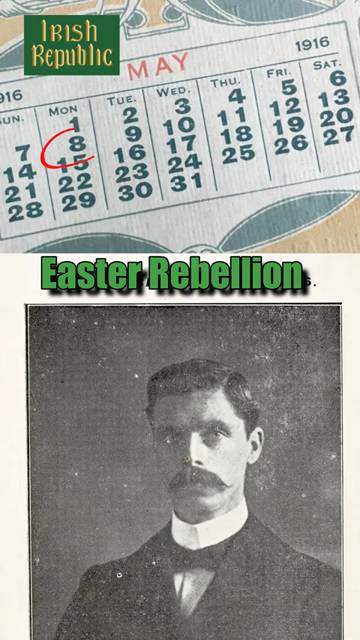 IRISH
Republic
MAY
1916
SUN. MON TUE. WED. THU. FRI. SAT.
1 2 3 4 5 6
7 8 9 10 11 12 13
14 15 16 17 18 19 20
21 22 23 24 25 26 27
28 29 30 31
Easter Rebellion